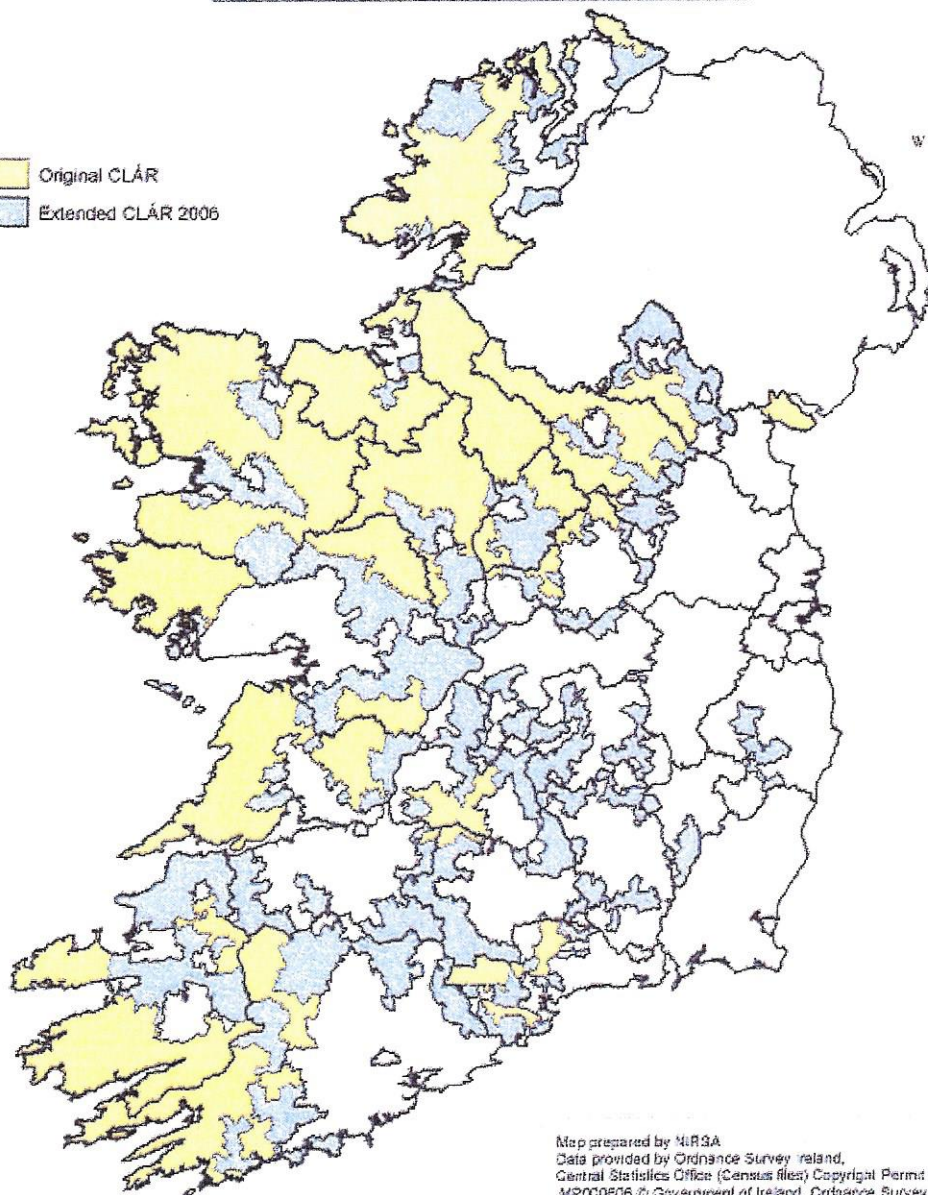 Original CLÁR
Extended CLÁR 2006
W
Map prepared by NIRSA
Data provided by Ordnance Survey Ireland,
Central Statistics Office (Census files) Copyright Permit
MP000606 © Government of Ireland, Ordnance Survey